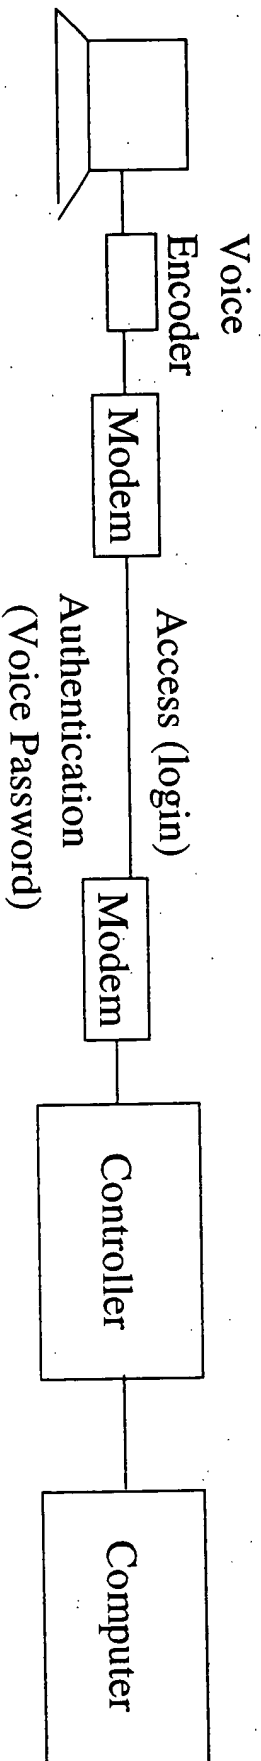 Voice
Encoder
Modem
Access (login)
Authentication
(Voice Password)
Modem
Controller
Computer